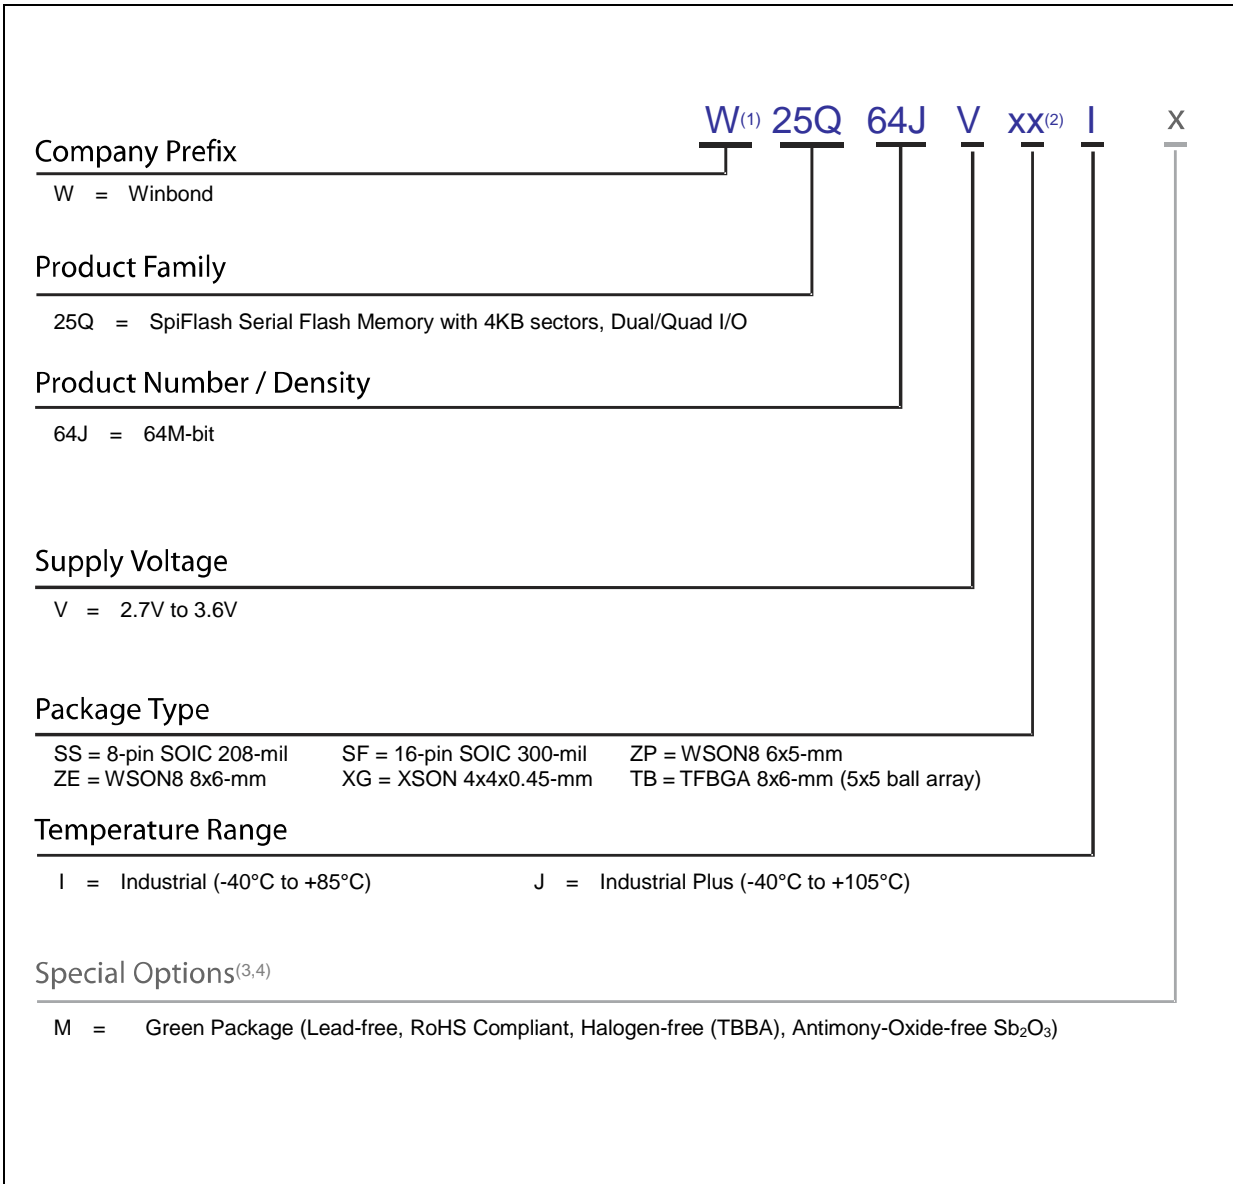 W(1) 25Q 64J V xx(2) I x
Company Prefix
W = Winbond
Product Family
25Q = SpiFlash Serial Flash Memory with 4KB sectors, Dual/Quad I/O
Product Number / Density
64J = 64M-bit
Supply Voltage
V = 2.7V to 3.6V
Package Type
SS = 8-pin SOIC 208-mil SF = 16-pin SOIC 300-mil ZP = WSON8 6x5-mm
ZE = WSON8 8x6-mm XG = XSON 4x4x0.45-mm TB = TFBGA 8x6-mm (5x5 ball array)
Temperature Range
I = Industrial (-40°C to +85°C) J = Industrial Plus (-40°C to +105°C)
Special Options(3,4)
M = Green Package (Lead-free, RoHS Compliant, Halogen-free (TBBA), Antimony-Oxide-free Sb₂O₃)